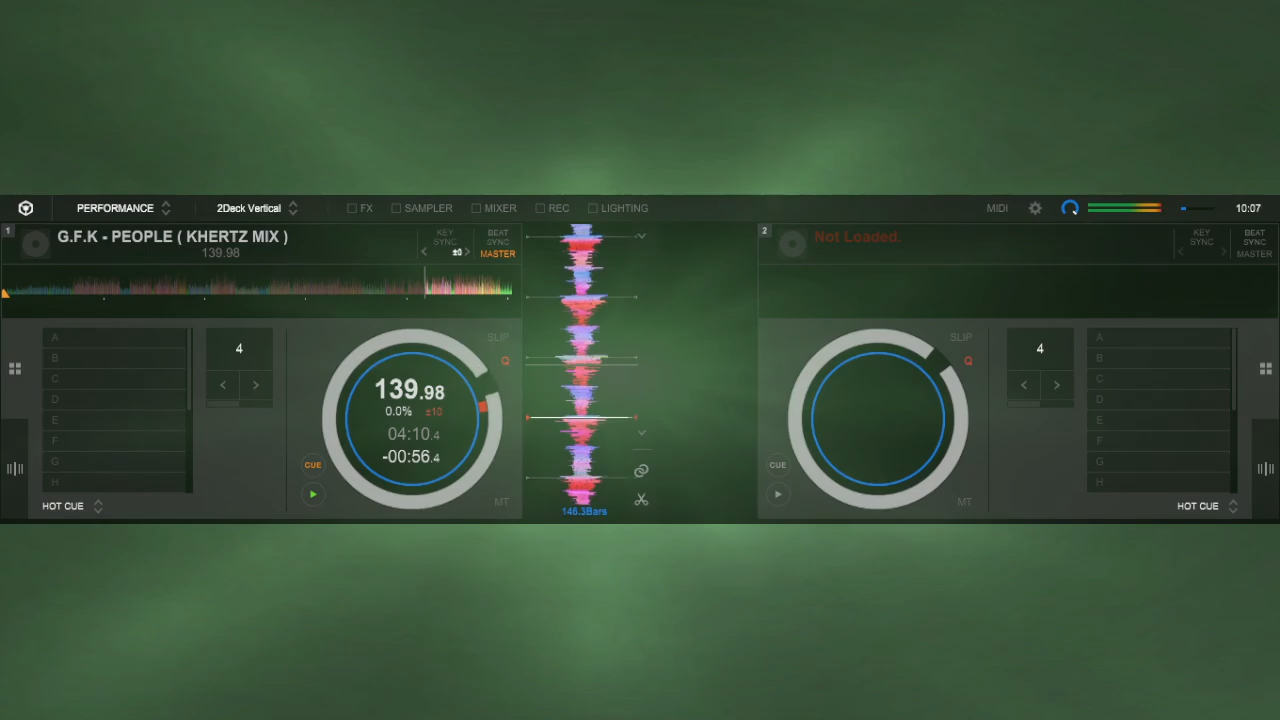 PERFORMANCE 2Deck Vertical FX SAMPLER MIXER REC LIGHTING MIDI 10:07
1 G.F.K - PEOPLE ( KHERTZ MIX )
139.98
KEY SYNC
±0
BEAT SYNC
MASTER
2 Not Loaded.
KEY SYNC
BEAT SYNC
MASTER
A
B
C
D
E
F
G
H
HOT CUE
4
SLIP
Q
139.98
0.0% ±10
04:10.4
-00:56.4
CUE
MT
146.3Bars
SLIP
Q
CUE
MT
4
A
B
C
D
E
F
G
H
HOT CUE